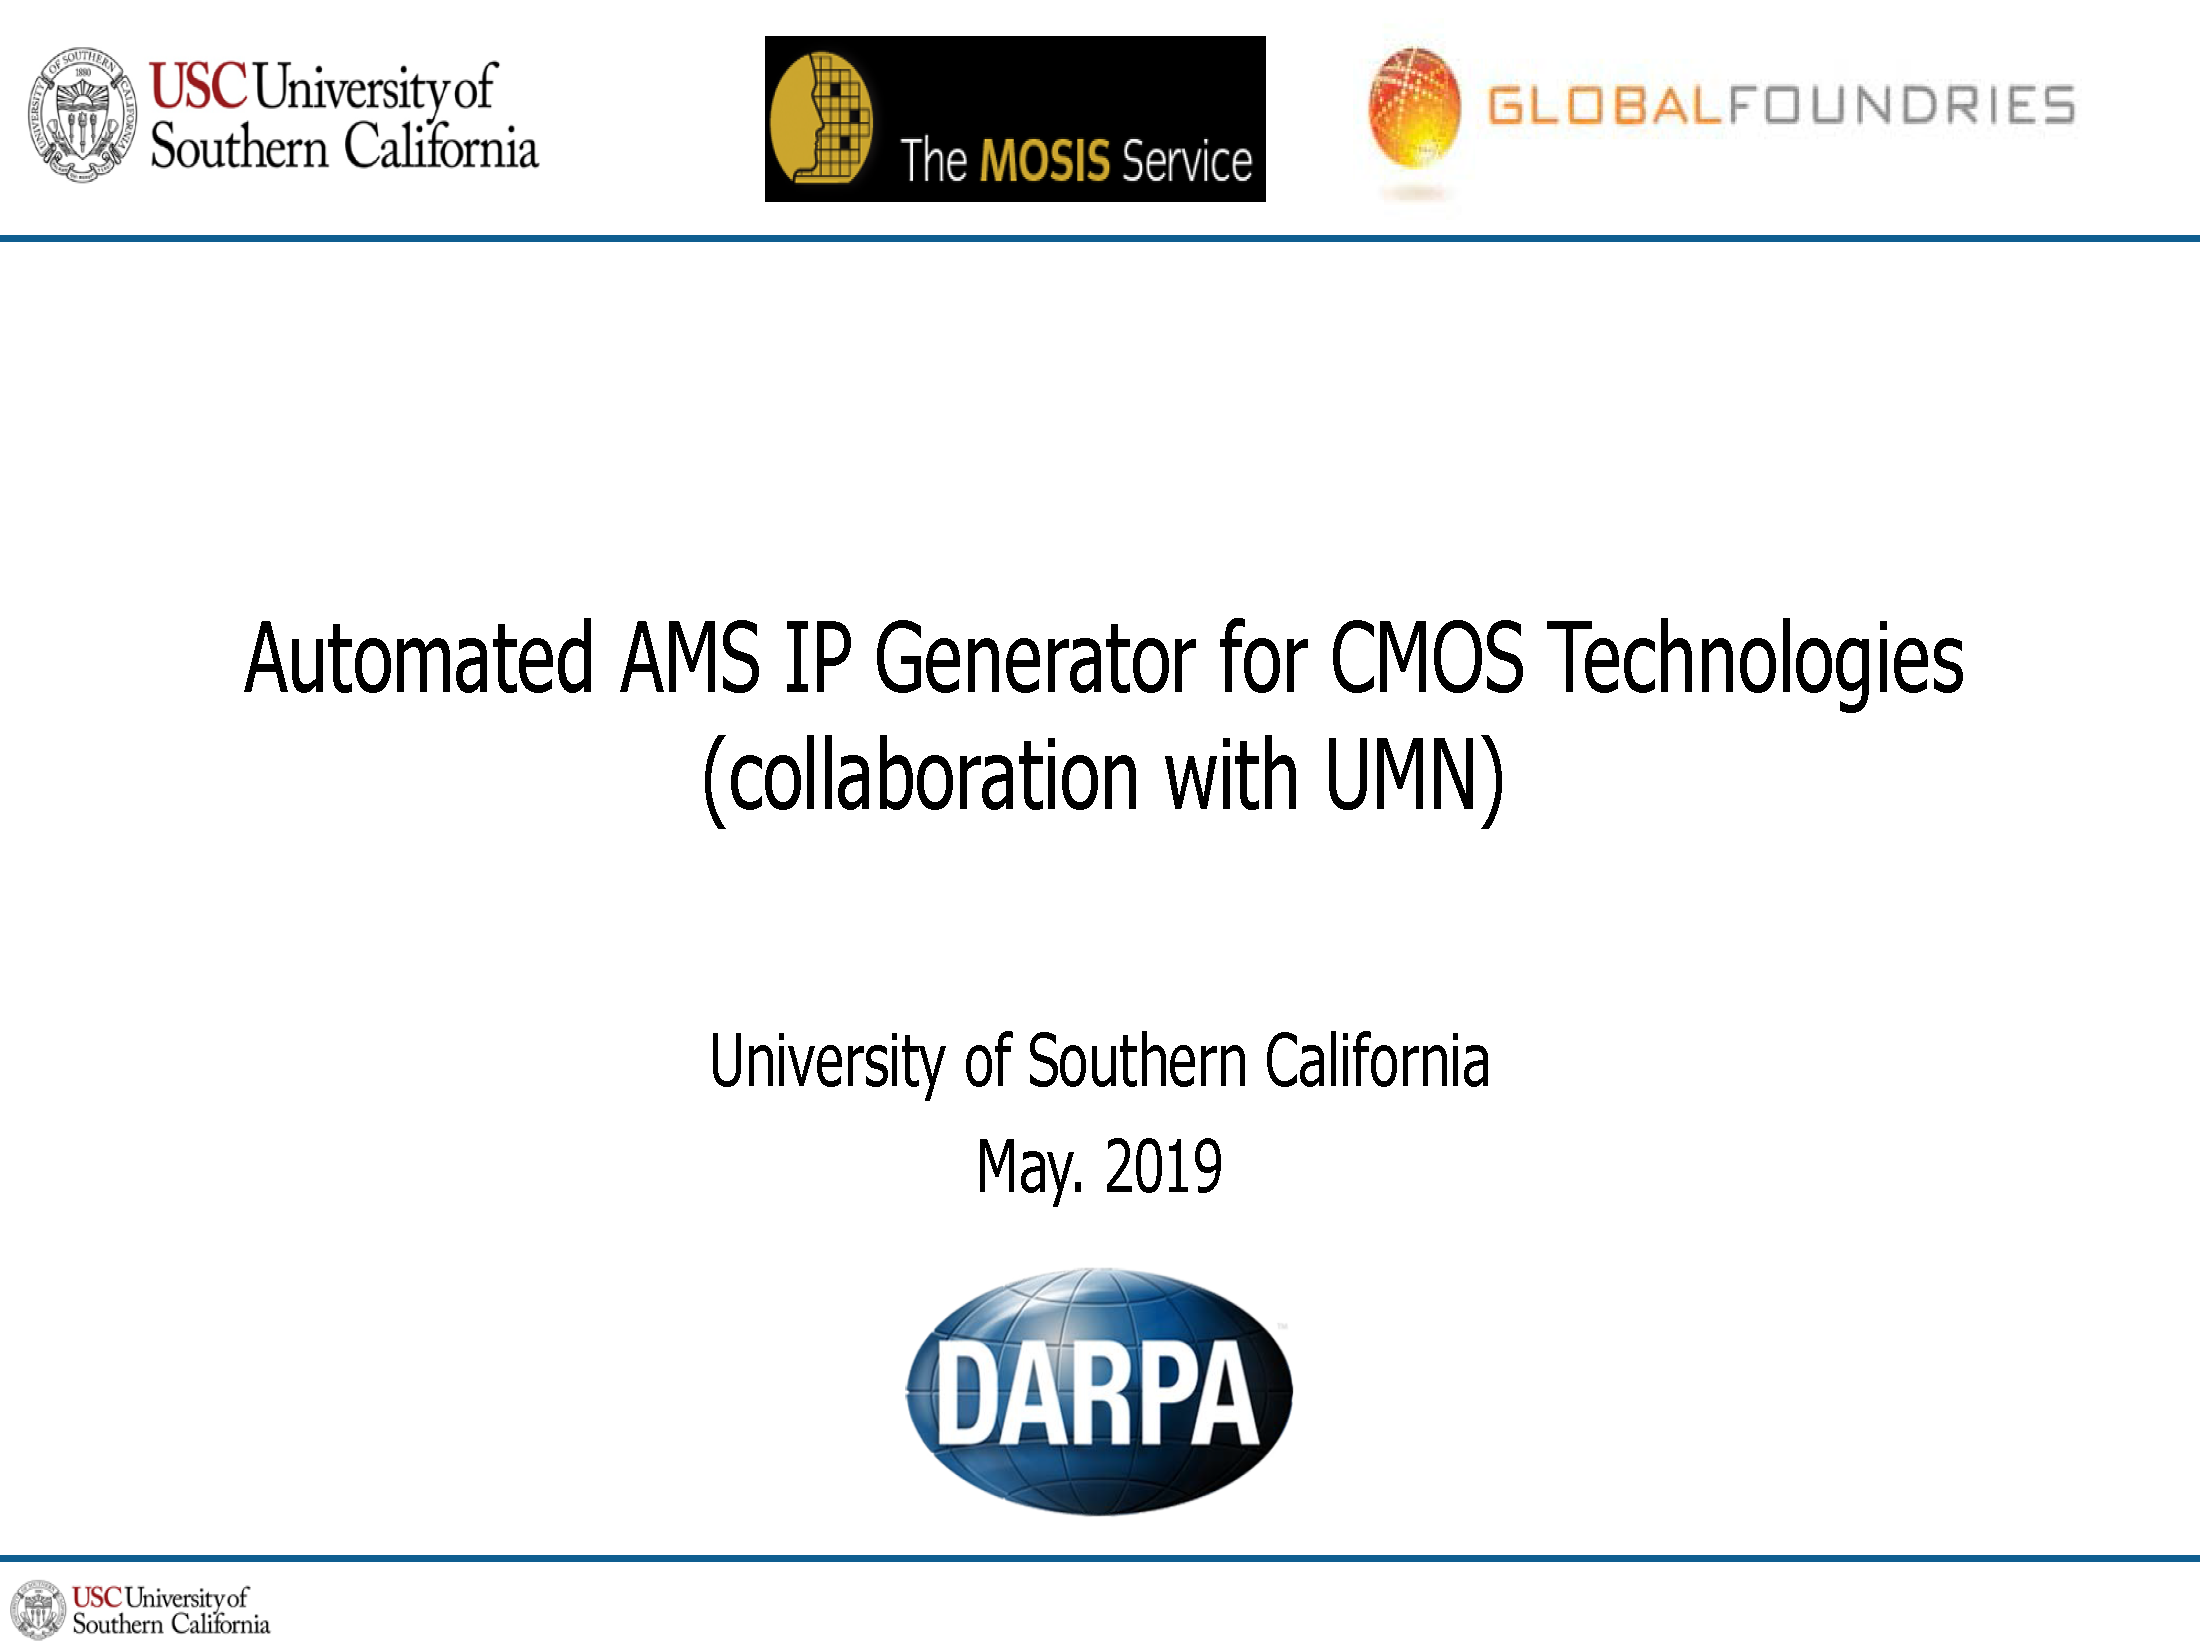 USC University of
Southern California
The MOSIS Service
GLOBALFOUNDRIES
Automated AMS IP Generator for CMOS Technologies
(collaboration with UMN)
University of Southern California
May. 2019
DARPA
USC University of
Southern California